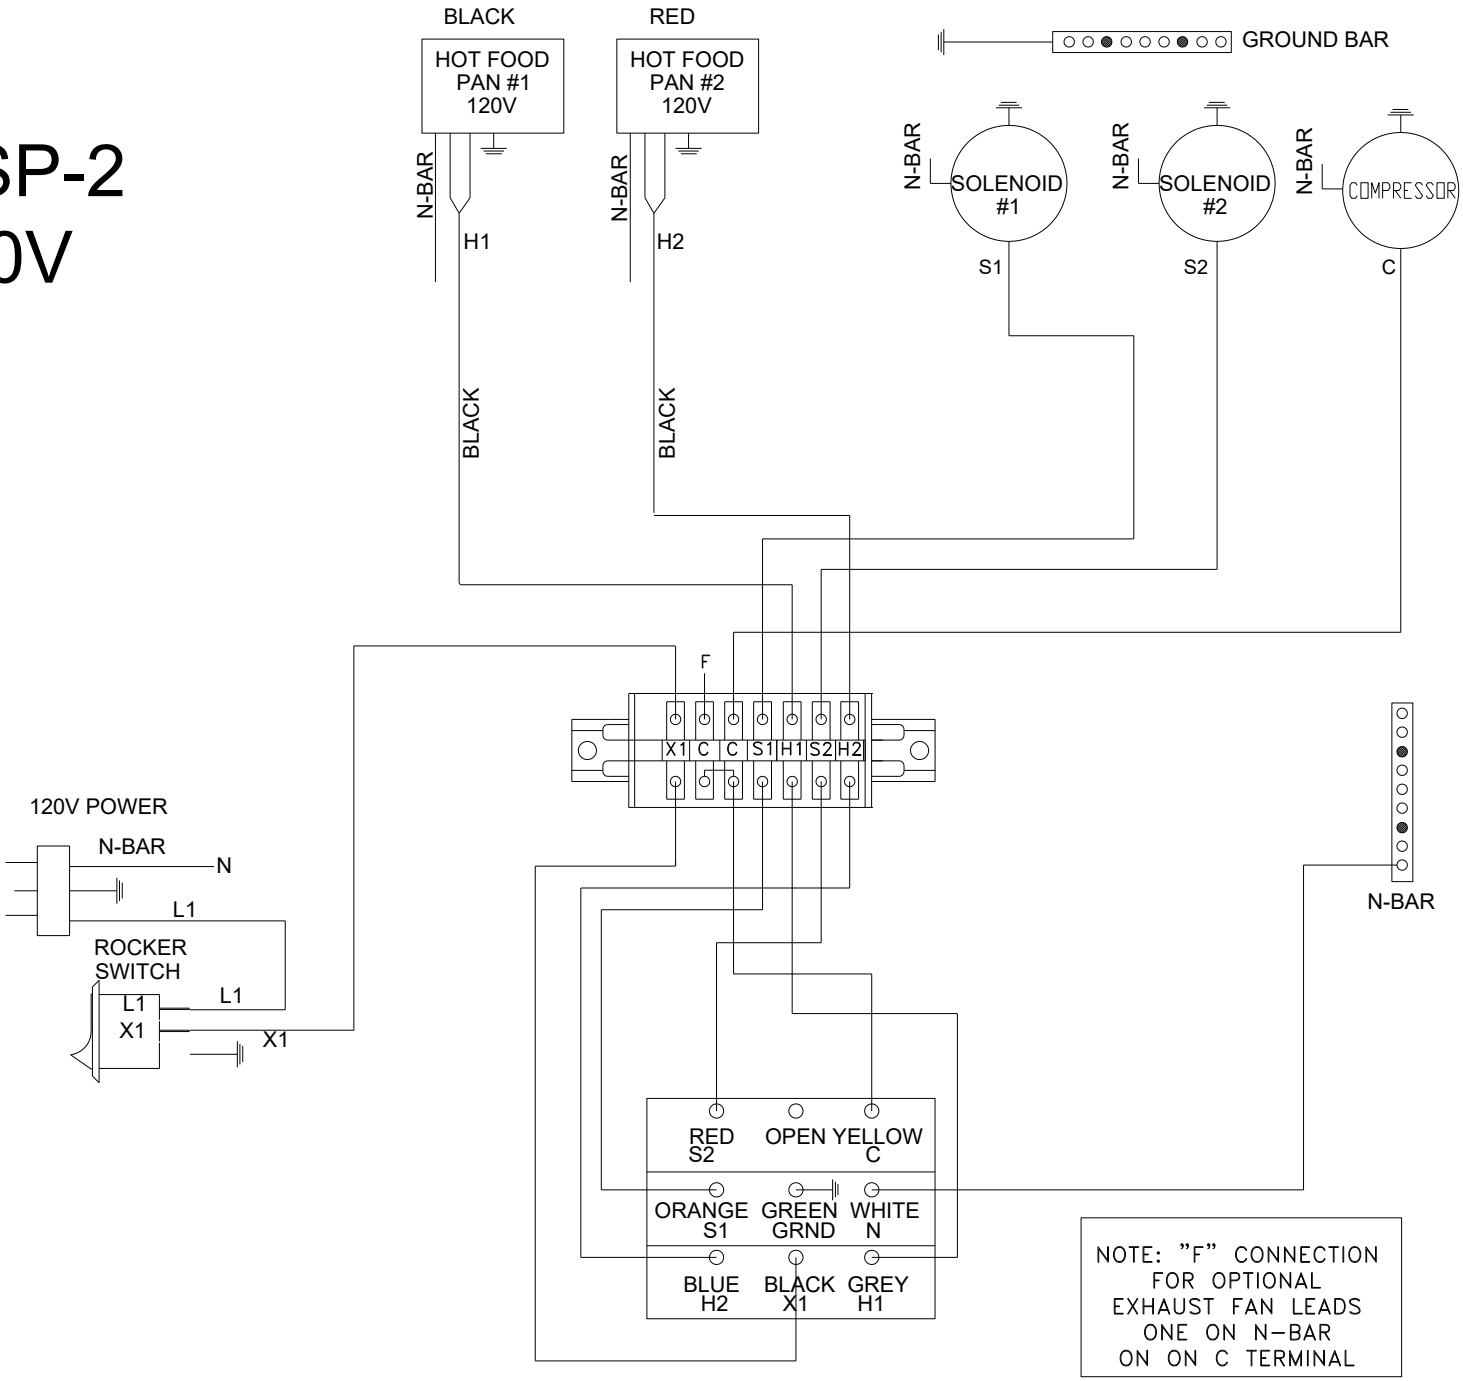 BLACK
RED
HOT FOOD
PAN #1
120V
HOT FOOD
PAN #2
120V
GROUND BAR
SP-2
0V
N-BAR
N-BAR
N-BAR
N-BAR
N-BAR
SOLENOID
#1
SOLENOID
#2
COMPRESSOR
H1
H2
S1
S2
C
BLACK
BLACK
F
X1 C C S1 H1 S2 H2
120V POWER
N-BAR
N
L1
ROCKER
SWITCH
L1
L1
X1
X1
N-BAR
RED
S2
OPEN
YELLOW
C
ORANGE
S1
GREEN
GRND
WHITE
N
BLUE
H2
BLACK
X1
GREY
H1
NOTE: "F" CONNECTION
FOR OPTIONAL
EXHAUST FAN LEADS
ONE ON N-BAR
ON ON C TERMINAL